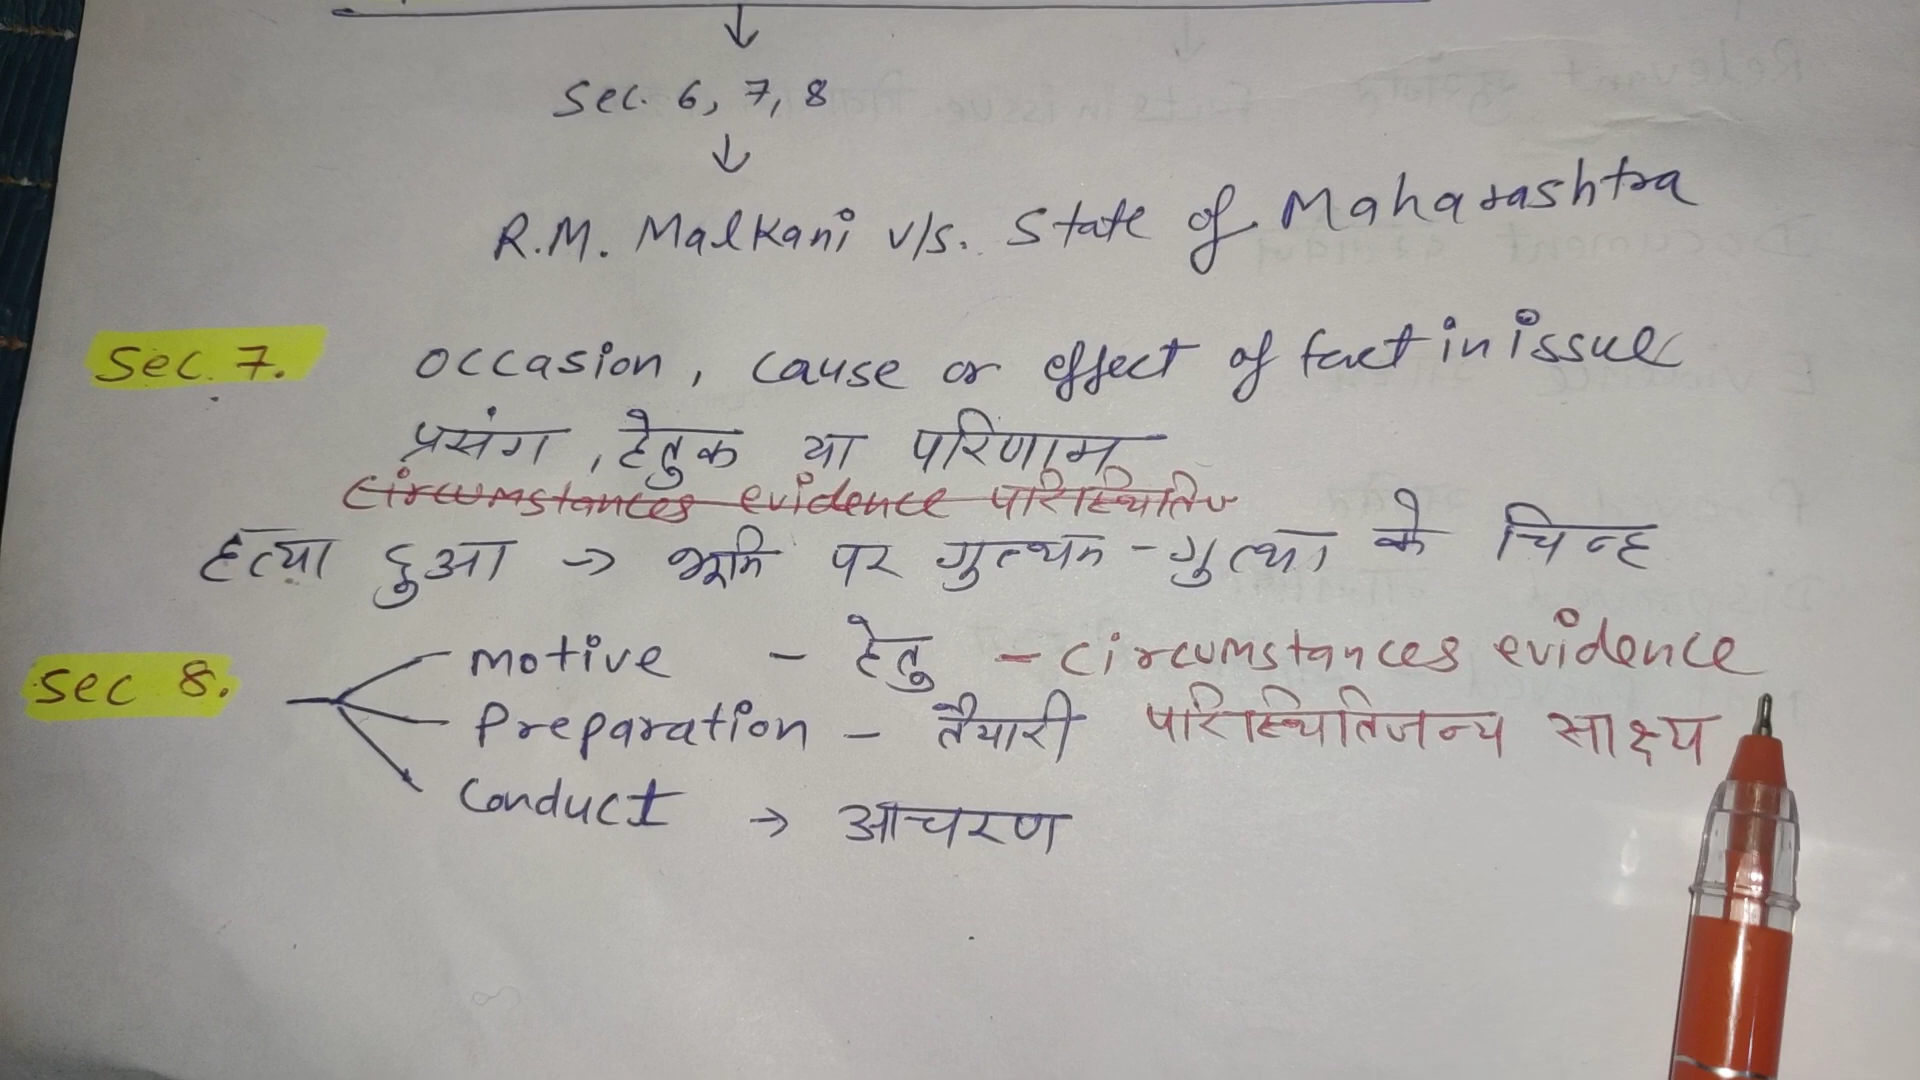 Sec. 6, 7, 8
R.M. Malkani v/s. State of Maharashtra
Sec. 7. occasion, cause or effect of fact in issue
प्रसंग, हेतुक या परिणाम
circumstances evidence परिस्थितिज
हत्या हुआ → भूमि पर गुत्थम-गुत्था के चिन्ह
Sec 8. Motive - हेतु - circumstances evidence
Preparation - तैयारी परिस्थितिजन्य साक्ष्य
Conduct → आचरण